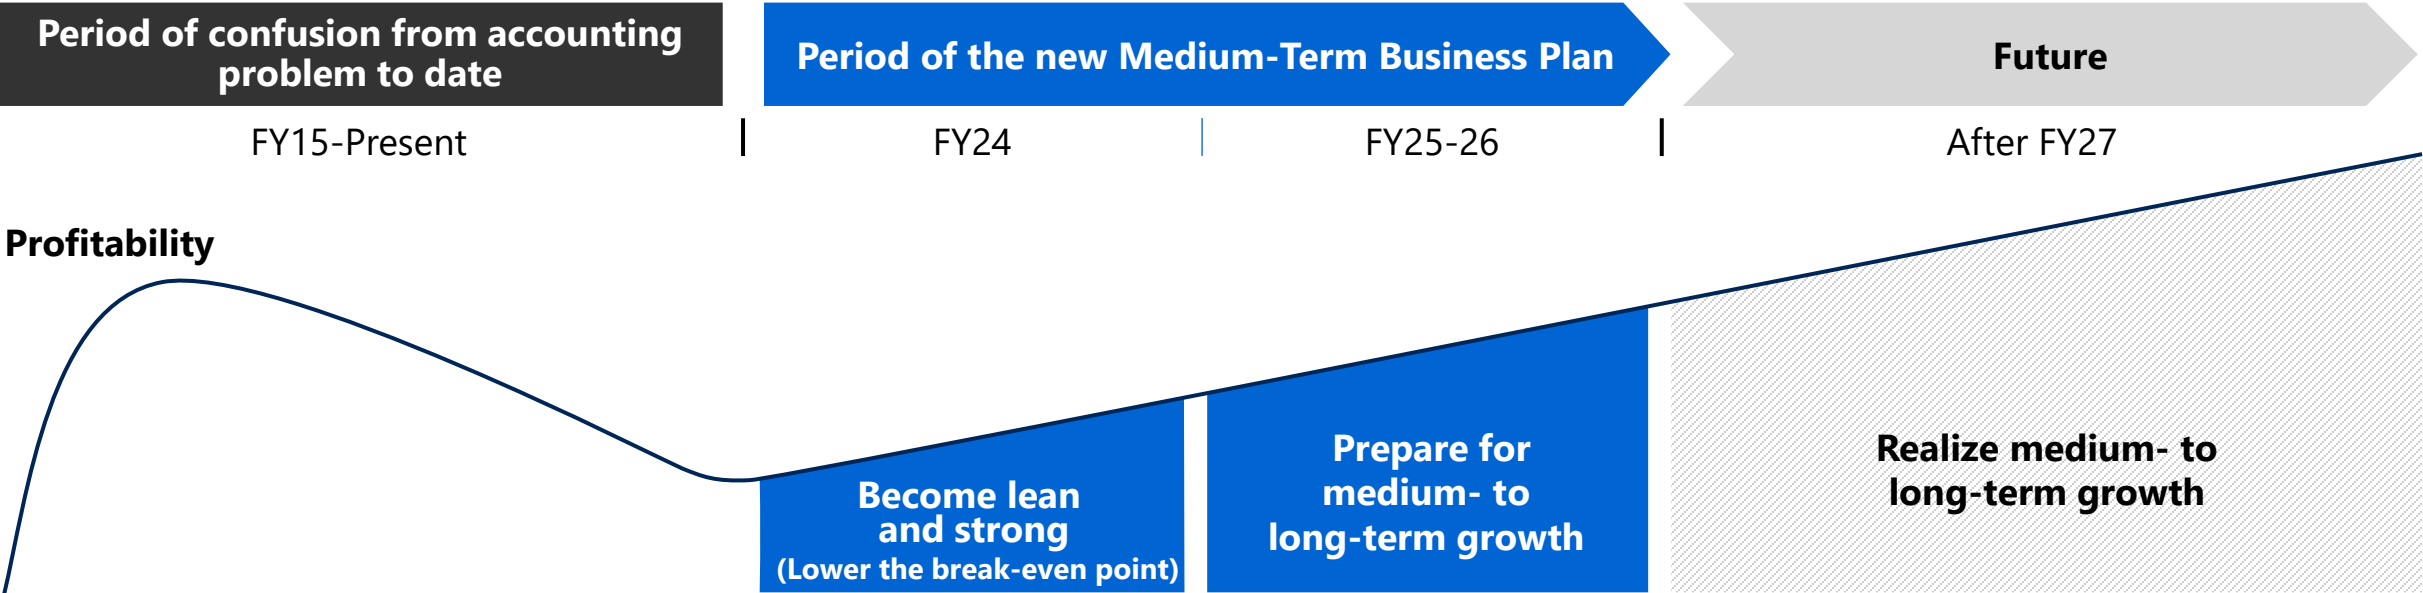 Period of confusion from accounting
problem to date
Period of the new Medium-Term Business Plan
Future
FY15-Present
FY24
FY25-26
After FY27
Profitability
Become lean
and strong
(Lower the break-even point)
Prepare for
medium- to
long-term growth
Realize medium- to
long-term growth